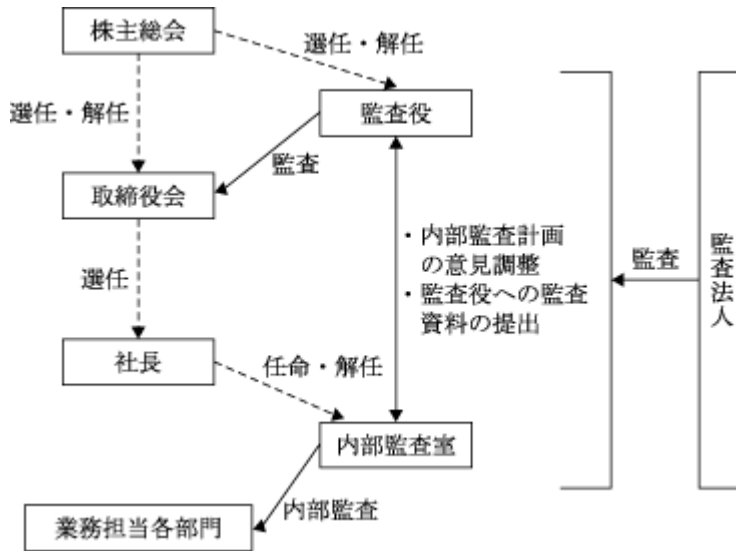 株主総会
選任・解任
選任・解任
監査役
監査
取締役会
・内部監査計画
の意見調整
・監査役への監査
資料の提出
監査
監査法人
選任
社長
任命・解任
内部監査室
内部監査
業務担当各部門